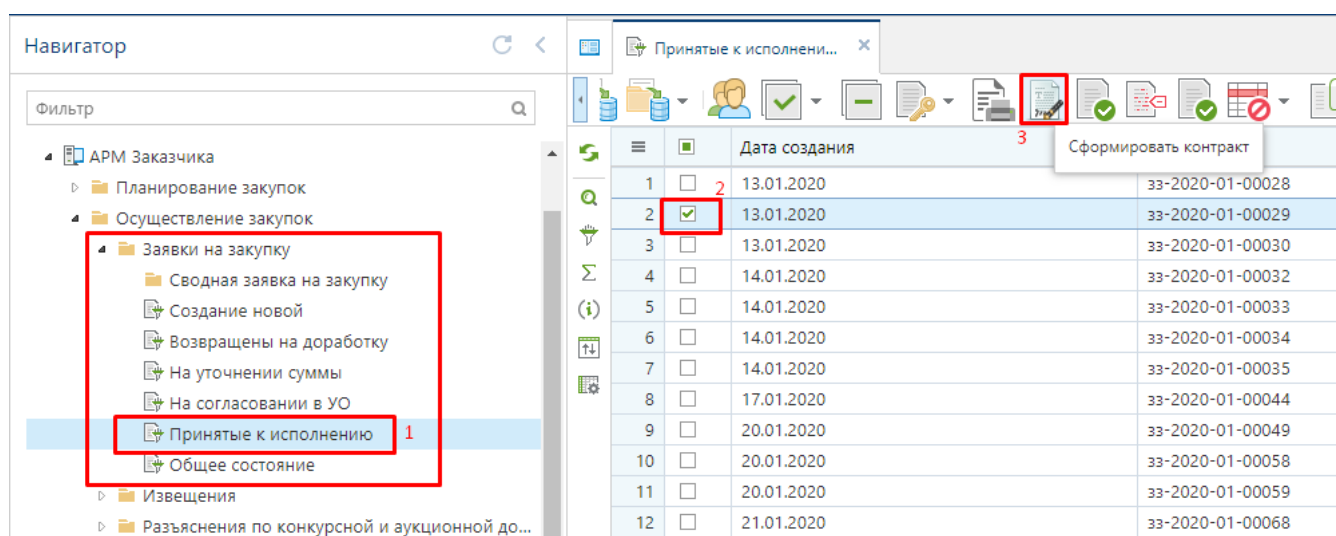 Навигатор
Принятые к исполнени...
Фильтр
3
Сформировать контракт
АРМ Заказчика
Планирование закупок
Осуществление закупок
Заявки на закупку
Сводная заявка на закупку
Создание новой
Возвращены на доработку
На уточнении суммы
На согласовании в УО
Принятые к исполнению 1
Общее состояние
Извещения
Разъяснения по конкурсной и аукционной до...
Дата создания
1 13.01.2020 зз-2020-01-00028
2
2 13.01.2020 зз-2020-01-00029
3 13.01.2020 зз-2020-01-00030
4 14.01.2020 зз-2020-01-00032
5 14.01.2020 зз-2020-01-00033
6 14.01.2020 зз-2020-01-00034
7 14.01.2020 зз-2020-01-00035
8 17.01.2020 зз-2020-01-00044
9 20.01.2020 зз-2020-01-00049
10 20.01.2020 зз-2020-01-00058
11 20.01.2020 зз-2020-01-00059
12 21.01.2020 зз-2020-01-00068